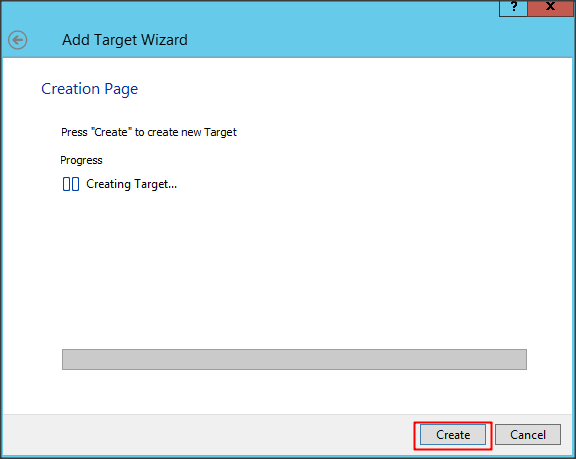 ? x
Add Target Wizard
Creation Page
Press "Create" to create new Target
Progress
Creating Target...
Create Cancel